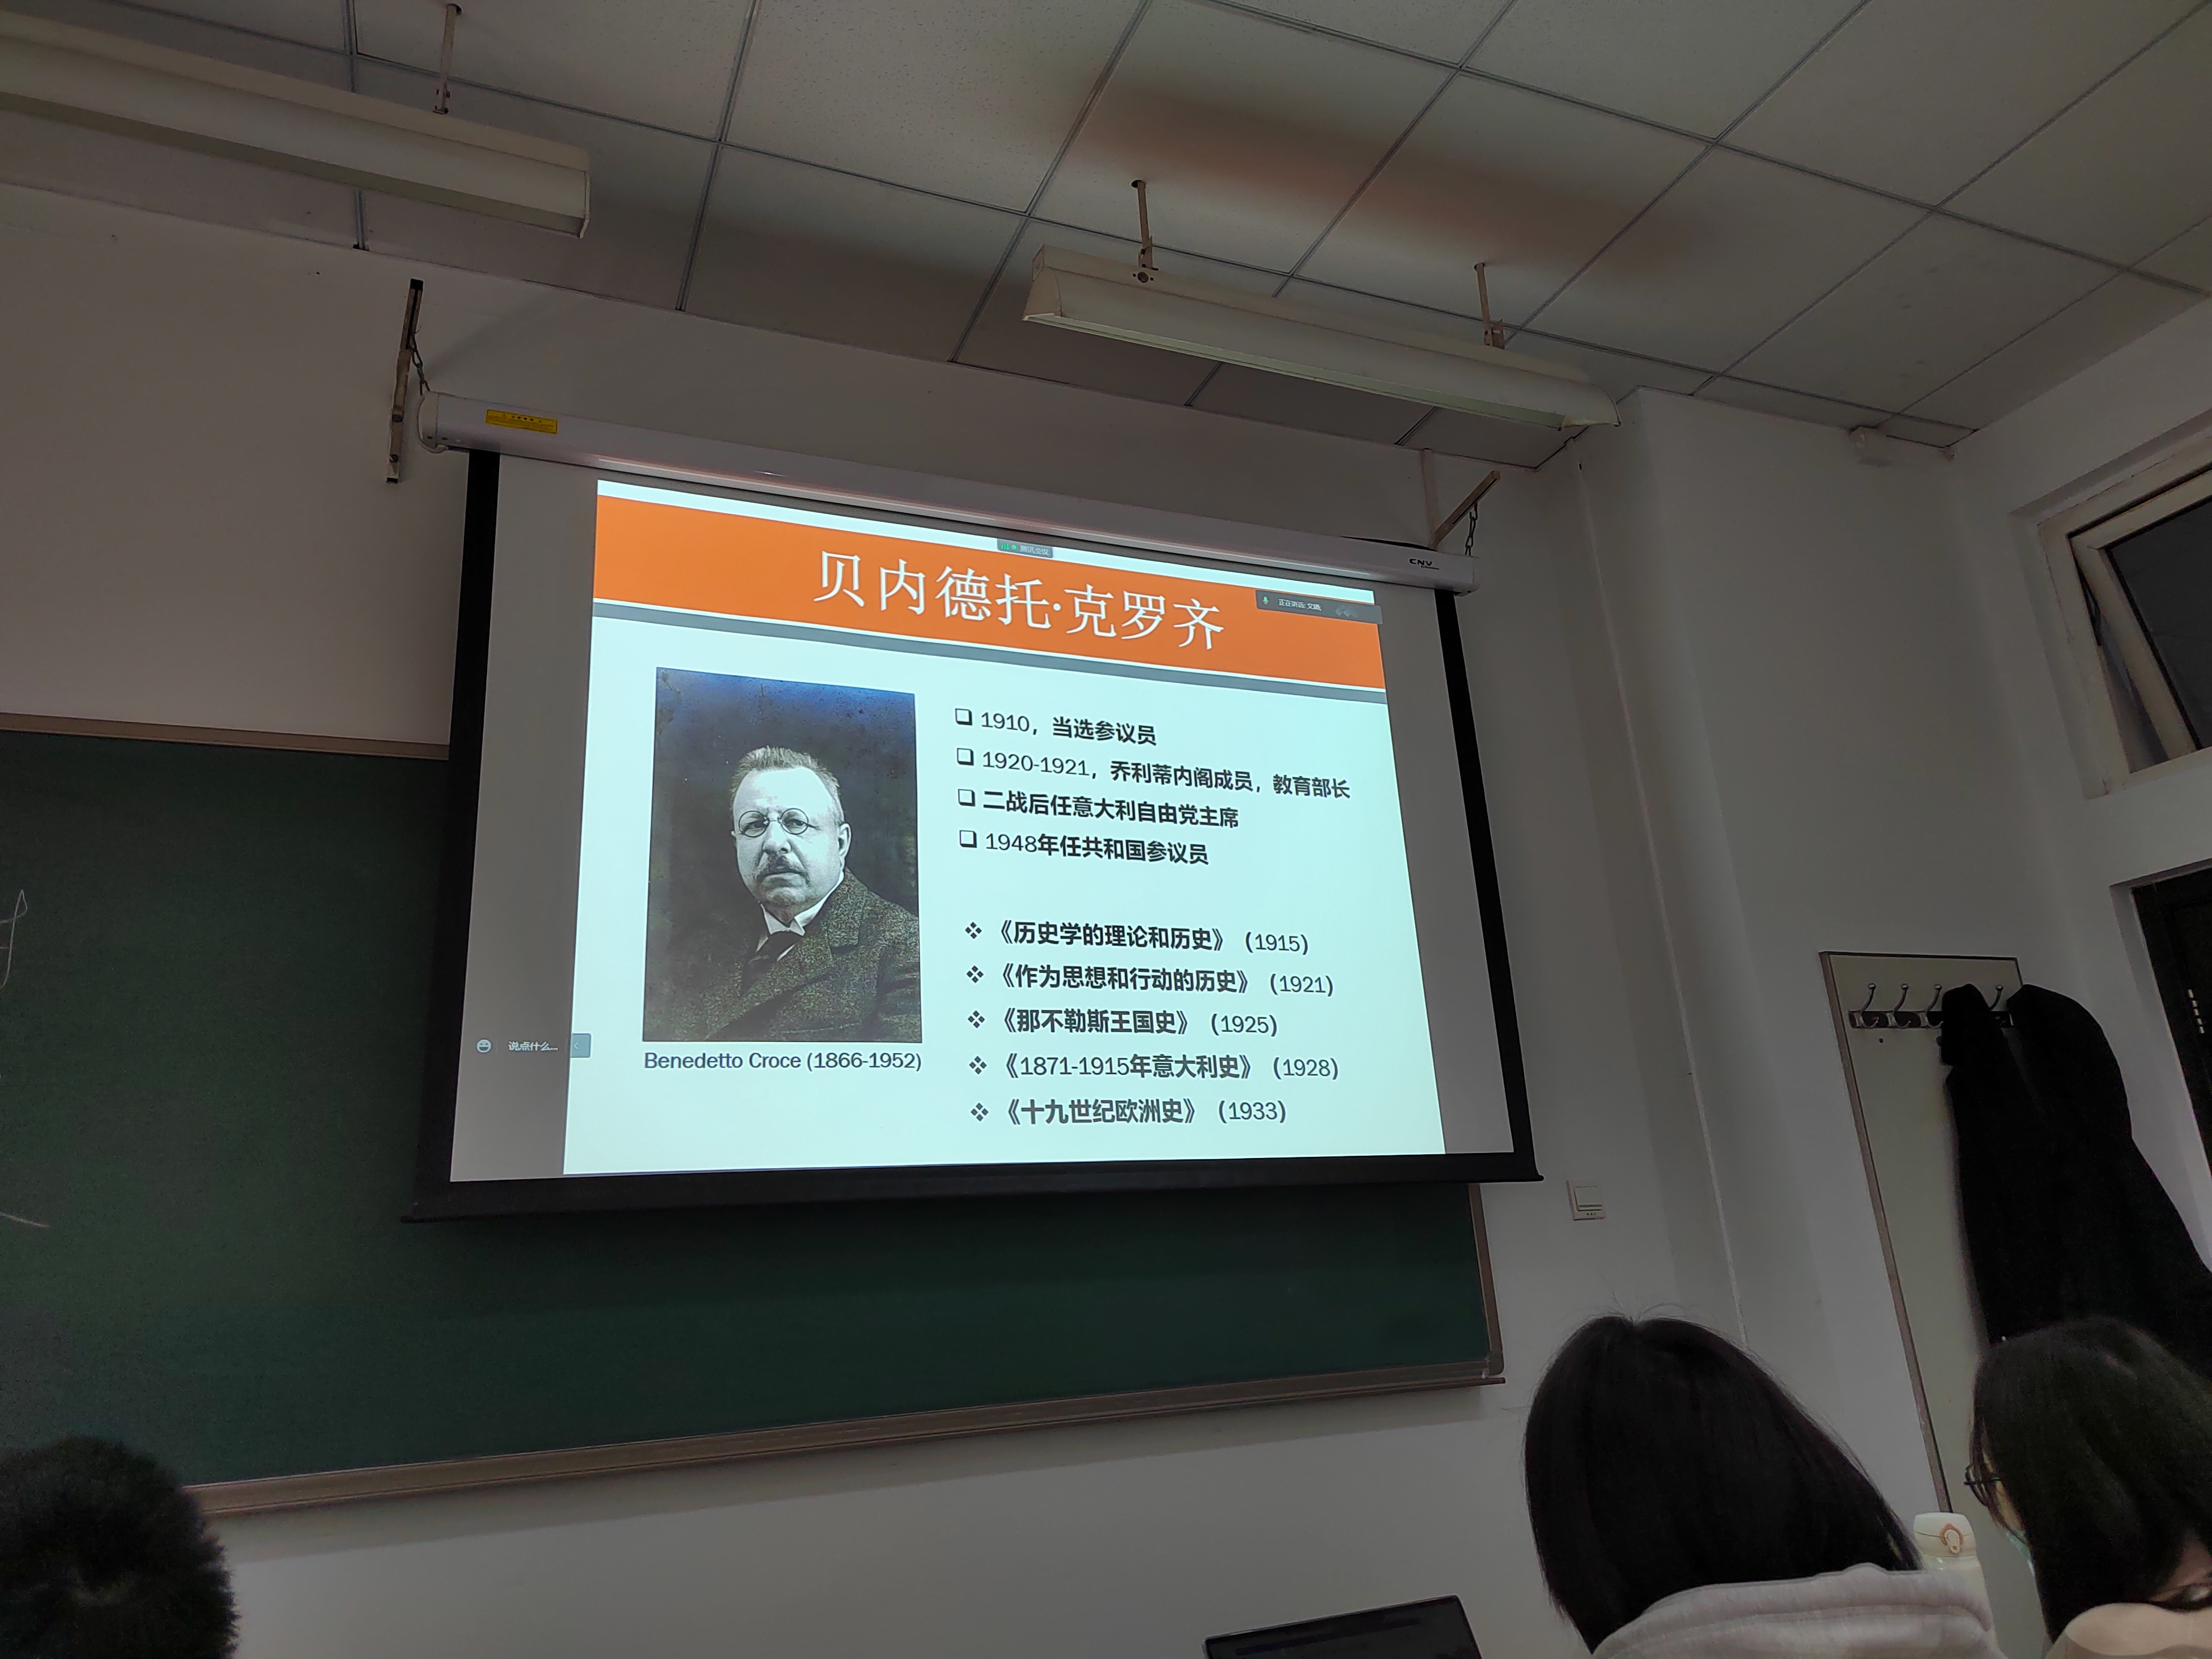 CNV
腾讯会议
贝内德托·克罗齐
正在讲话:
❑ 1910，当选参议员
❑ 1920-1921，乔利蒂内阁成员，教育部长
❑ 二战后任意大利自由党主席
❑ 1948年任共和国参议员
❖ 《历史学的理论和历史》（1915）
❖ 《作为思想和行动的历史》（1921）
❖ 《那不勒斯王国史》（1925）
❖ 《1871-1915年意大利史》（1928）
❖ 《十九世纪欧洲史》（1933）
Benedetto Croce (1866-1952)
说点什么...